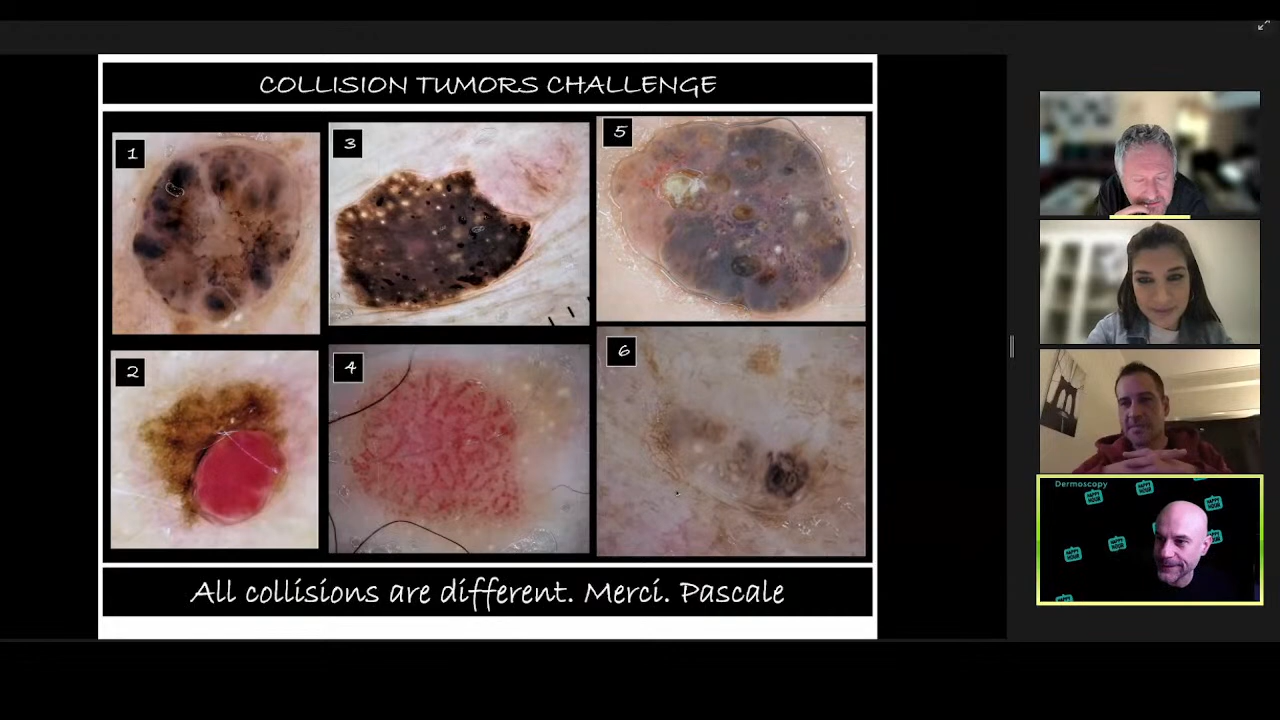 COLLISION TUMORS CHALLENGE
1
3
5
2
4
6
All collisions are different. Merci. Pascale
Dermoscopy